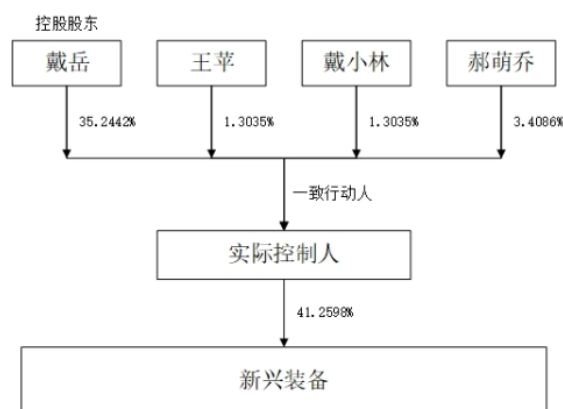 控股股东
戴岳
王苹
戴小林
郝萌乔
35.2442%
1.3035%
1.3035%
3.4086%
一致行动人
实际控制人
41.2598%
新兴装备